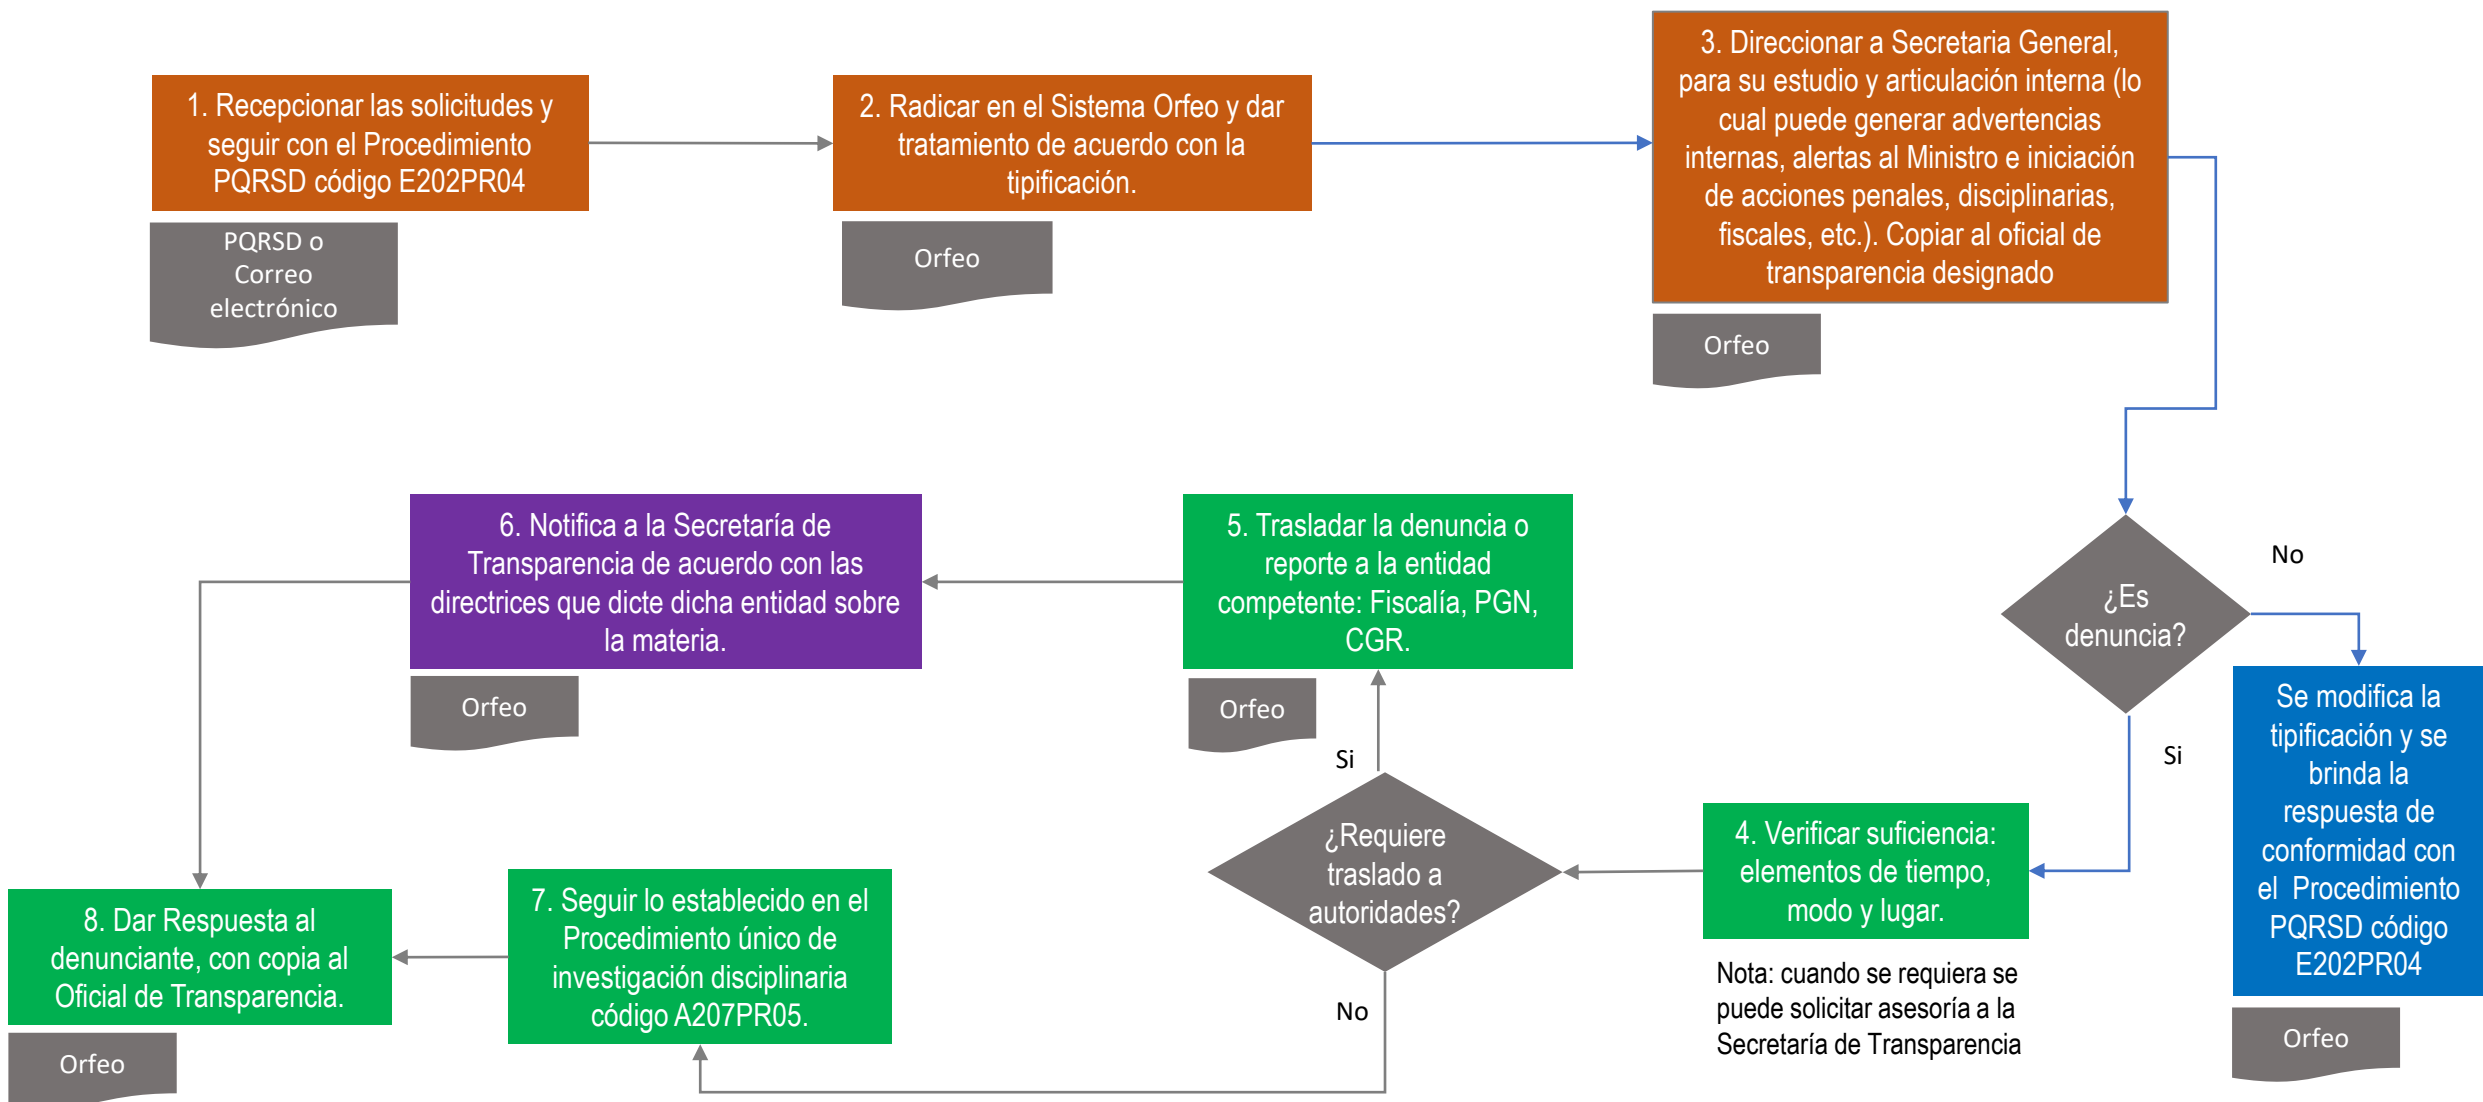 1. Recepcionar las solicitudes y
seguir con el Procedimiento
PQRSD código E202PR04
PQRSD o
Correo
electrónico
2. Radicar en el Sistema Orfeo y dar
tratamiento de acuerdo con la
tipificación.
Orfeo
3. Direccionar a Secretaria General,
para su estudio y articulación interna (lo
cual puede generar advertencias
internas, alertas al Ministro e iniciación
de acciones penales, disciplinarias,
fiscales, etc.). Copiar al oficial de
transparencia designado
Orfeo
¿Es
denuncia?
No
Se modifica la
tipificación y se
brinda la
respuesta de
conformidad con
el  Procedimiento
PQRSD código
E202PR04
Orfeo
Si
4. Verificar suficiencia:
elementos de tiempo,
modo y lugar.
Nota: cuando se requiera se
puede solicitar asesoría a la
Secretaría de Transparencia
¿Requiere
traslado a
autoridades?
Si
5. Trasladar la denuncia o
reporte a la entidad
competente: Fiscalía, PGN,
CGR.
Orfeo
6. Notifica a la Secretaría de
Transparencia de acuerdo con las
directrices que dicte dicha entidad sobre
la materia.
Orfeo
No
7. Seguir lo establecido en el
Procedimiento único de
investigación disciplinaria
código A207PR05.
8. Dar Respuesta al
denunciante, con copia al
Oficial de Transparencia.
Orfeo